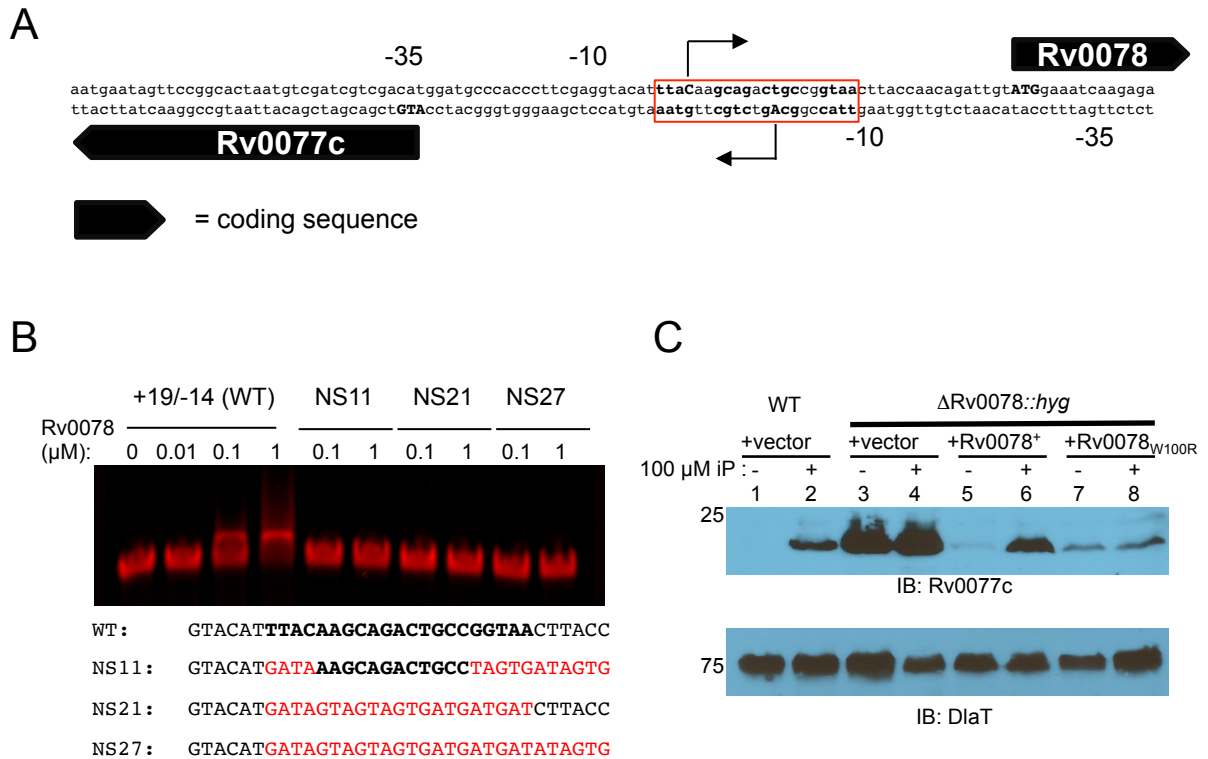 A
-35 -10 Rv0078
aatgaatagttccggcactaatgtcgatcgtcgacatggatgcccacccttcgaggtacattttaCaagcagactgccggtaacttaccaacagattgtATGgaaatcaagaga
ttacttatcaaggccgtaattacagctagcagctGTAcctacgggtgggaagctccatgtaaatgttcgtctgAcggccattgaatggttgtctaacataccttttagttctct
Rv0077c -10 -35
= coding sequence
B
+19/-14 (WT) NS11 NS21 NS27
Rv0078
(µM): 0 0.01 0.1 1 0.1 1 0.1 1 0.1 1
WT: GTACATTTACAAGCAGACTGCCGGTAACTTACC
NS11: GTACATGATAAAGCAGACTGCCTAGTGATAGTG
NS21: GTACATGATAGTAGTAGTGATGATGATCTTACC
NS27: GTACATGATAGTAGTAGTGATGATGATATAGTG
C
WT ΔRv0078::hyg
+vector +vector +Rv0078+ +Rv0078W100R
100 µM iP : - + - + - + - +
1 2 3 4 5 6 7 8
25
IB: Rv0077c
75
IB: DlaT